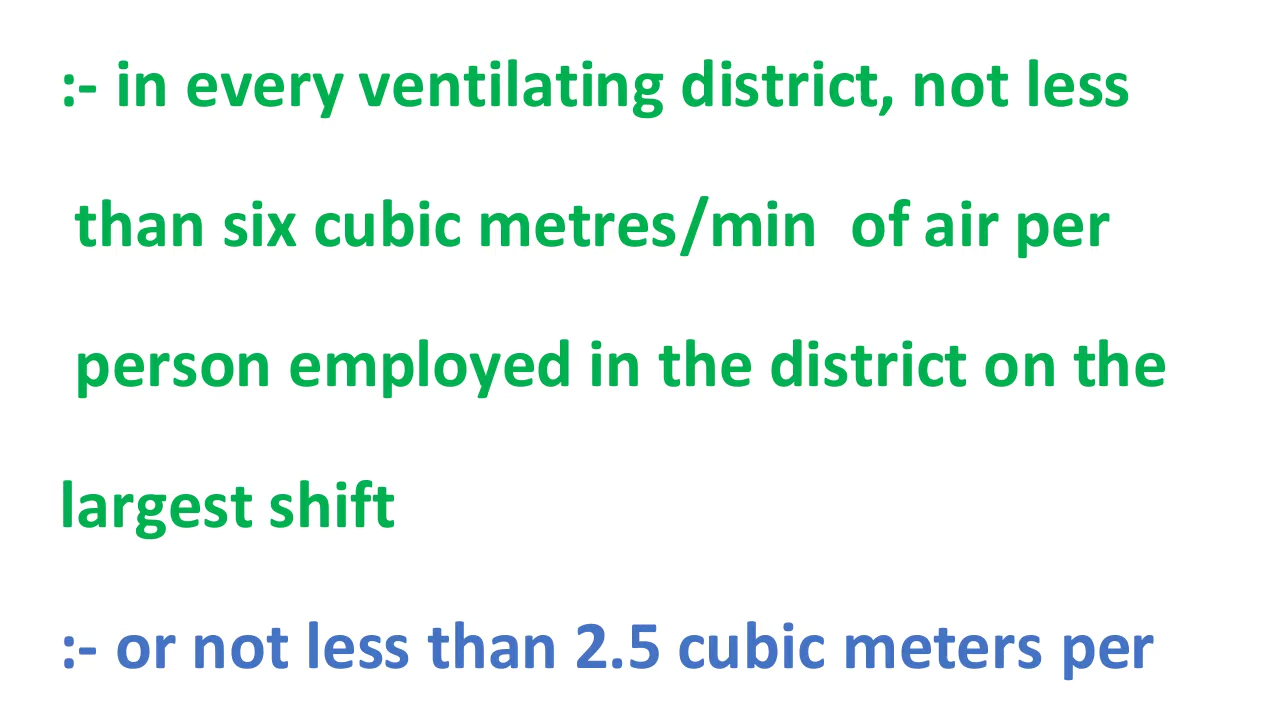 :- in every ventilating district, not less
than six cubic metres/min  of air per
person employed in the district on the
largest shift
:- or not less than 2.5 cubic meters per